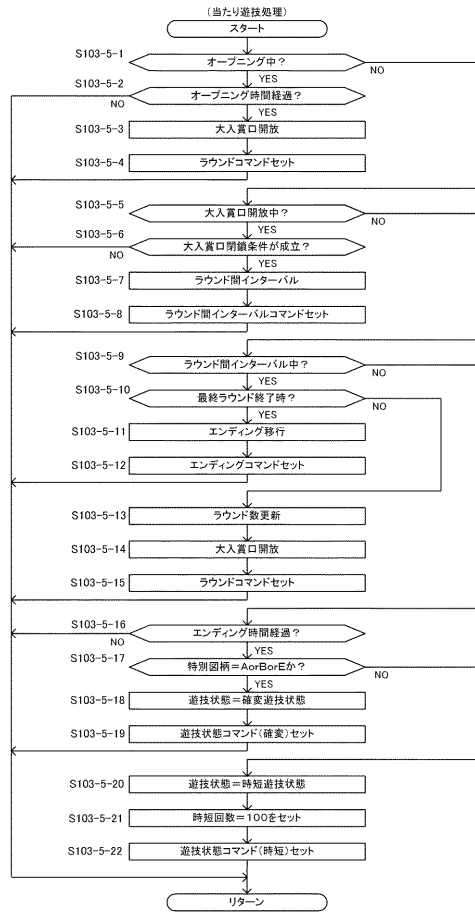 (当たり遊技処理)
スタート
S103-5-1
オープニング中?
NO
YES
S103-5-2
オープニング時間経過?
NO
YES
S103-5-3
大入賞口開放
S103-5-4
ラウンドコマンドセット
S103-5-5
大入賞口開放中?
NO
YES
S103-5-6
大入賞口閉鎖条件が成立?
NO
YES
S103-5-7
ラウンド間インターバル
S103-5-8
ラウンド間インターバルコマンドセット
S103-5-9
ラウンド間インターバル中?
NO
YES
S103-5-10
最終ラウンド終了時?
NO
YES
S103-5-11
エンディング移行
S103-5-12
エンディングコマンドセット
S103-5-13
ラウンド数更新
S103-5-14
大入賞口開放
S103-5-15
ラウンドコマンドセット
S103-5-16
エンディング時間経過?
NO
YES
S103-5-17
特別図柄=AorBorEか?
NO
YES
S103-5-18
遊技状態=確変遊技状態
S103-5-19
遊技状態コマンド(確変)セット
S103-5-20
遊技状態=時短遊技状態
S103-5-21
時短回数=100をセット
S103-5-22
遊技状態コマンド(時短)セット
リターン